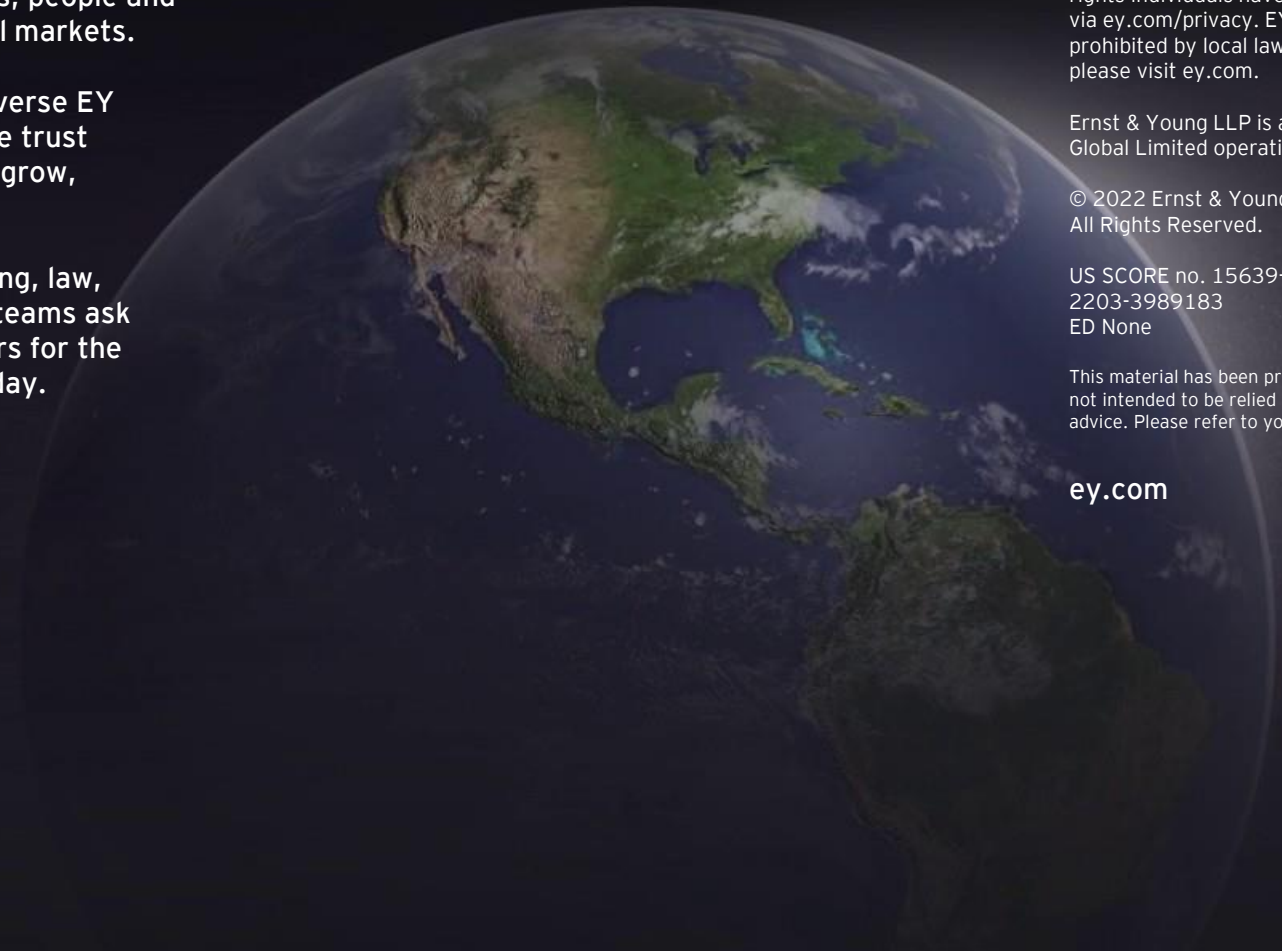 people and
l markets.
verse EY
e trust
grow,
ng, law,
teams ask
rs for the
lay.
via ey.com/privacy. EY
prohibited by local law
please visit ey.com.
Ernst & Young LLP is a
Global Limited operati
© 2022 Ernst & Young
All Rights Reserved.
US SCORE no. 15639-
2203-3989183
ED None
This material has been pr
not intended to be relied
advice. Please refer to yo
ey.com